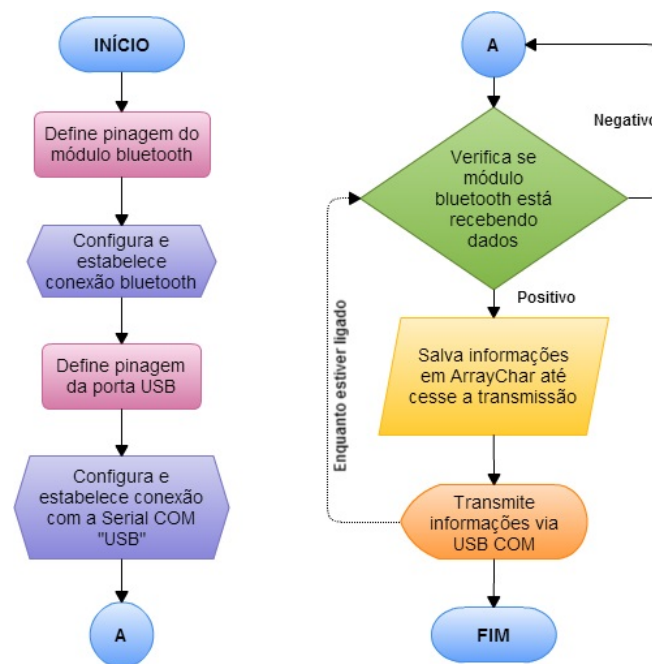 INÍCIO
Define pinagem do
módulo bluetooth
Configura e
estabelece
conexão bluetooth
Define pinagem
da porta USB
Configura e
estabelece conexão
com a Serial COM
"USB"
A
A
Negativo
Verifica se
módulo
bluetooth está
recebendo
dados
Positivo
Enquanto estiver ligado
Salva informações
em ArrayChar até
cesse a transmissão
Transmite
informações via
USB COM
FIM